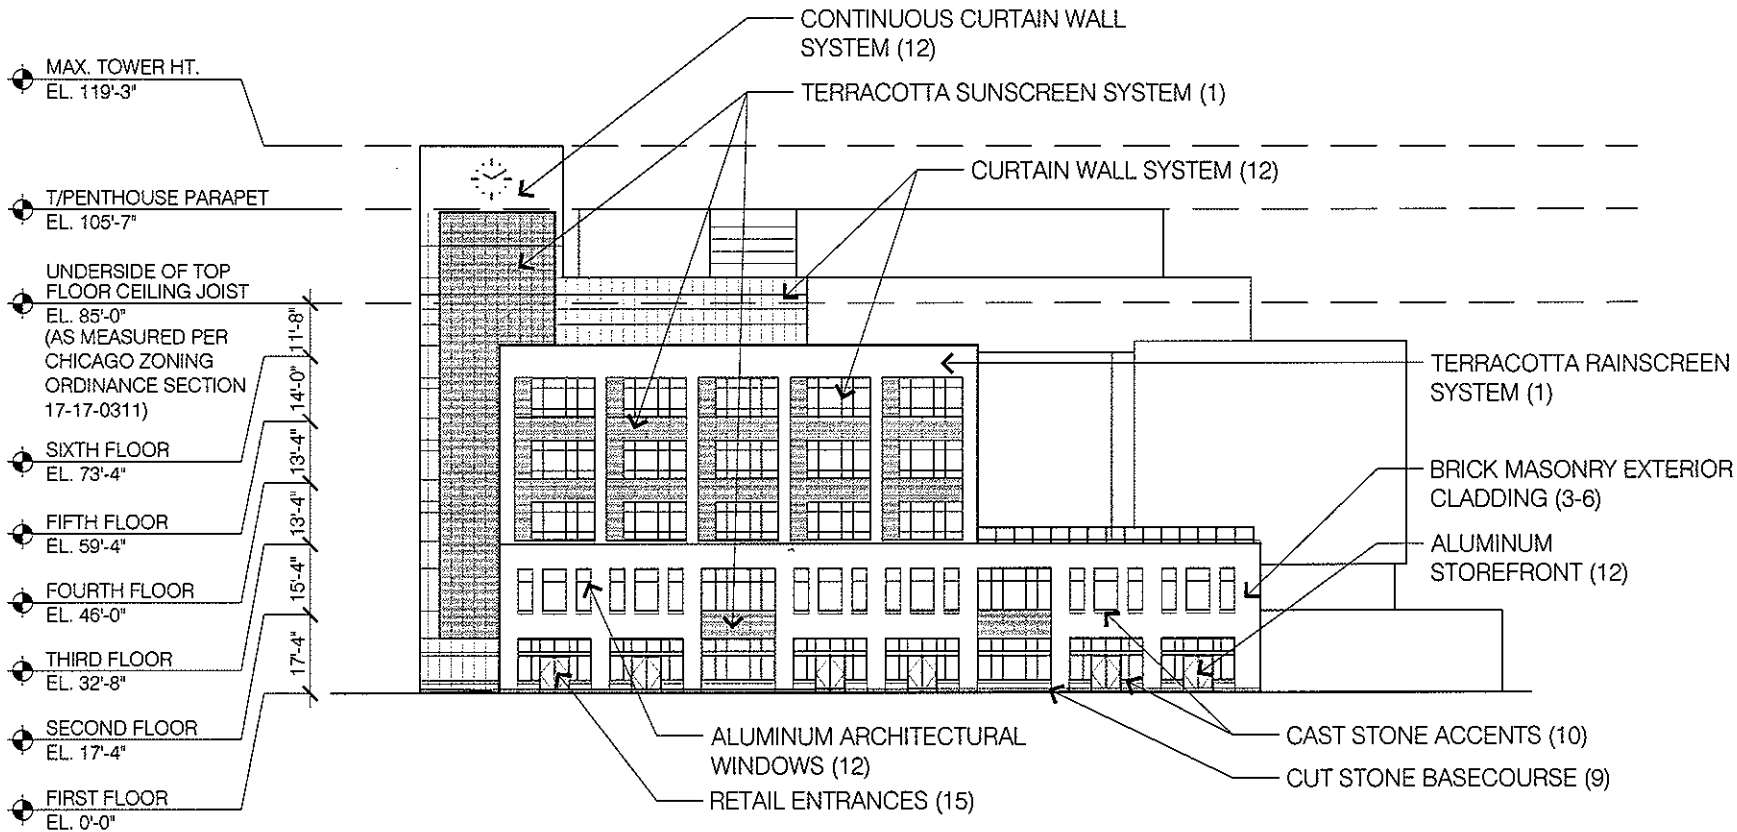 CONTINUOUS CURTAIN WALL
SYSTEM (12)
MAX. TOWER HT.
EL. 119'-3"
TERRACOTTA SUNSCREEN SYSTEM (1)
CURTAIN WALL SYSTEM (12)
T/PENTHOUSE PARAPET
EL. 105'-7"
UNDERSIDE OF TOP
FLOOR CEILING JOIST
EL. 85'-0"
(AS MEASURED PER
CHICAGO ZONING
ORDINANCE SECTION
17-17-0311)
11'-8"
14'-0"
13'-4"
13'-4"
15'-4"
17'-4"
TERRACOTTA RAINSCREEN
SYSTEM (1)
SIXTH FLOOR
EL. 73'-4"
BRICK MASONRY EXTERIOR
CLADDING (3-6)
FIFTH FLOOR
EL. 59'-4"
ALUMINUM
STOREFRONT (12)
FOURTH FLOOR
EL. 46'-0"
THIRD FLOOR
EL. 32'-8"
SECOND FLOOR
EL. 17'-4"
ALUMINUM ARCHITECTURAL
WINDOWS (12)
CAST STONE ACCENTS (10)
CUT STONE BASECOURSE (9)
RETAIL ENTRANCES (15)
FIRST FLOOR
EL. 0'-0"